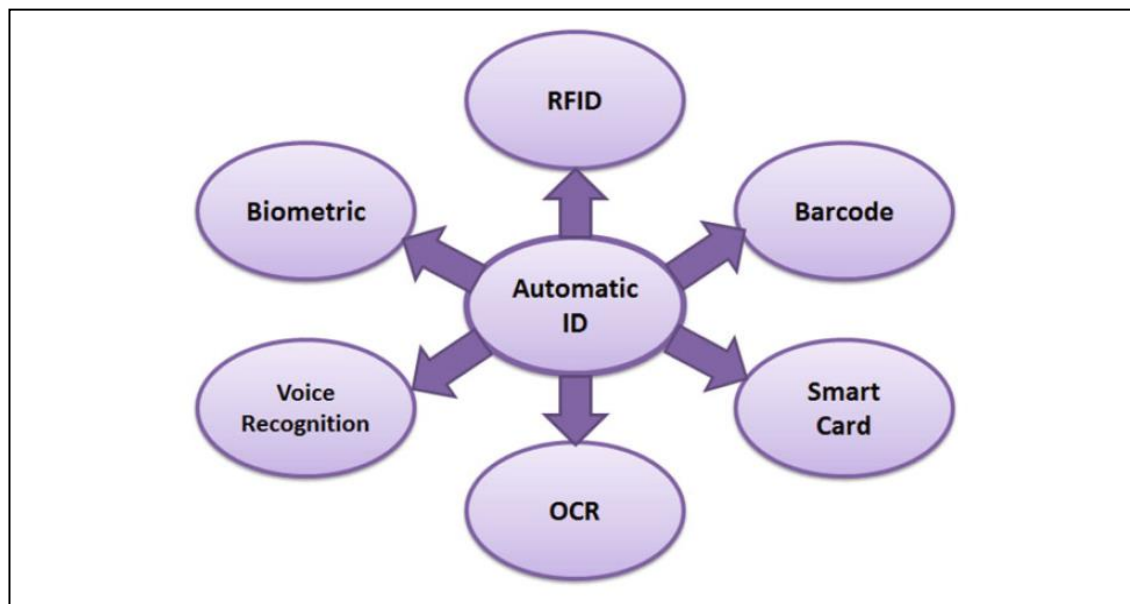 RFID
Biometric
Barcode
Automatic
ID
Voice
Recognition
Smart
Card
OCR